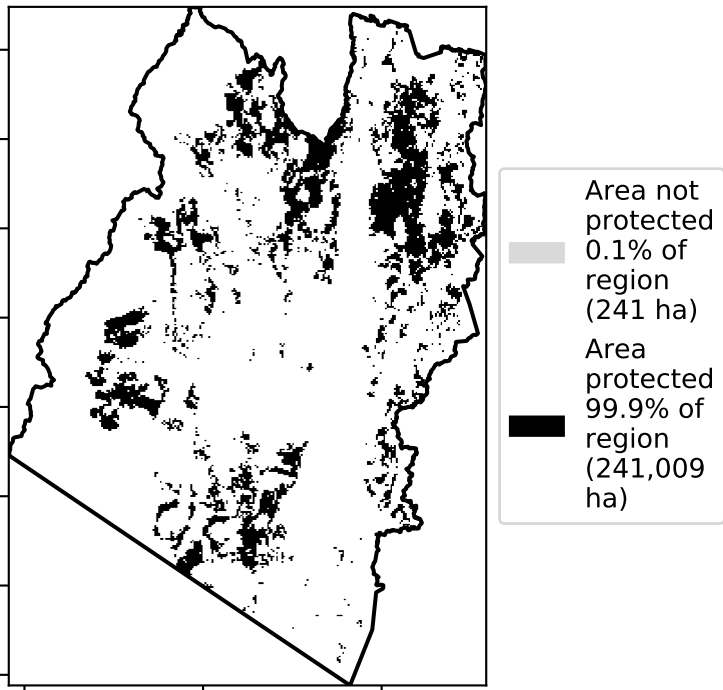 Area not
protected
0.1% of
region
(241 ha)
Area
protected
99.9% of
region
(241,009
ha)